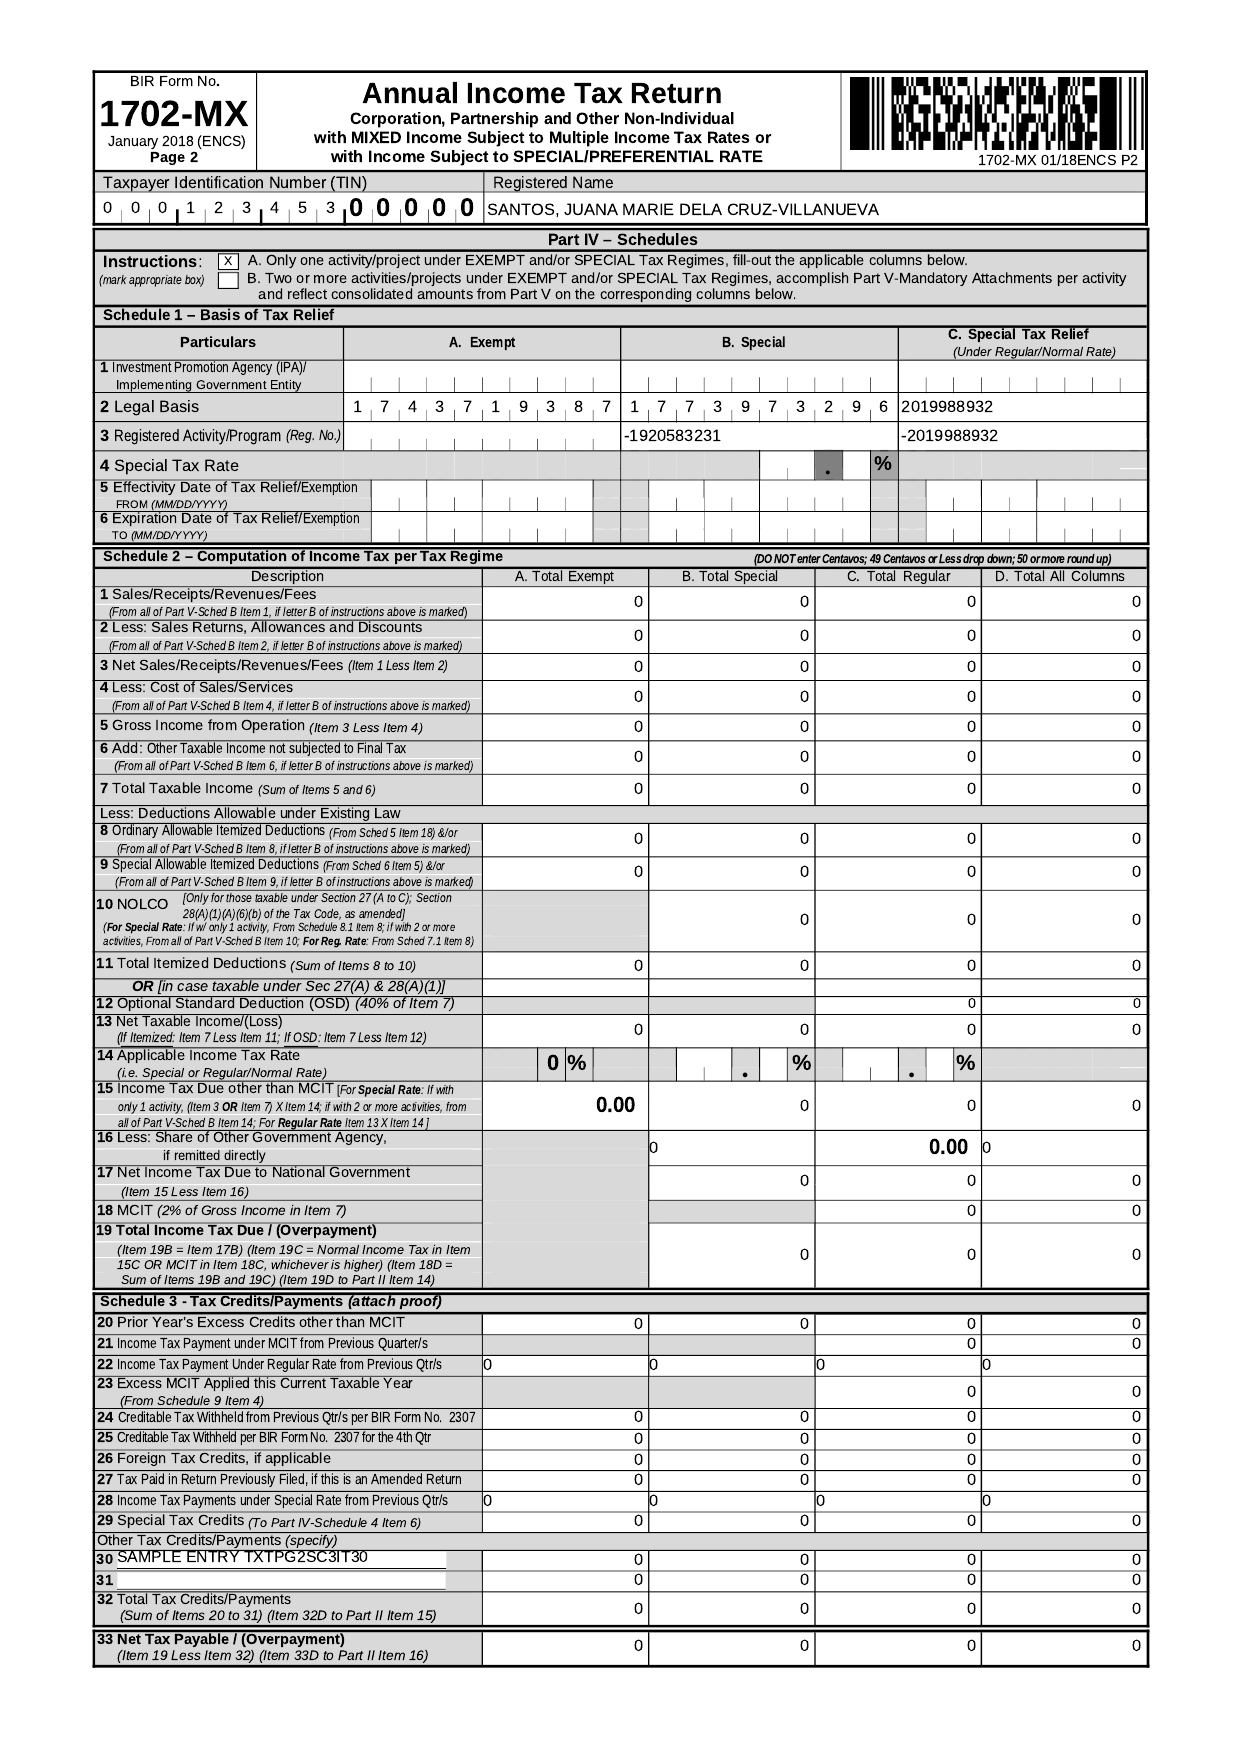 BIR Form No.
1702-MX
January 2018 (ENCS)
Page 2
Annual Income Tax Return
Corporation, Partnership and Other Non-Individual
with MIXED Income Subject to Multiple Income Tax Rates or
with Income Subject to SPECIAL/PREFERENTIAL RATE
1702-MX 01/18ENCS P2
Taxpayer Identification Number (TIN) Registered Name
0 0 0 1 2 3 4 5 3 0 0 0 0 0 SANTOS, JUANA MARIE DELA CRUZ-VILLANUEVA
Part IV – Schedules
Instructions: X A. Only one activity/project under EXEMPT and/or SPECIAL Tax Regimes, fill-out the applicable columns below.
(mark appropriate box) B. Two or more activities/projects under EXEMPT and/or SPECIAL Tax Regimes, accomplish Part V-Mandatory Attachments per activity
and reflect consolidated amounts from Part V on the corresponding columns below.
Schedule 1 – Basis of Tax Relief
Particulars A. Exempt B. Special C. Special Tax Relief
(Under Regular/Normal Rate)
1 Investment Promotion Agency (IPA)/
Implementing Government Entity
2 Legal Basis 1 7 4 3 7 1 9 3 8 7 1 7 7 3 9 7 3 2 9 6 2019988932
3 Registered Activity/Program (Reg. No.) -1920583231 -2019988932
4 Special Tax Rate . %
5 Effectivity Date of Tax Relief/Exemption
FROM (MM/DD/YYYY)
6 Expiration Date of Tax Relief/Exemption
TO (MM/DD/YYYY)
Schedule 2 – Computation of Income Tax per Tax Regime (DO NOT enter Centavos; 49 Centavos or Less drop down; 50 or more round up)
Description A. Total Exempt B. Total Special C. Total Regular D. Total All Columns
1 Sales/Receipts/Revenues/Fees
(From all of Part V-Sched B Item 1, if letter B of instructions above is marked) 0 0 0 0
2 Less: Sales Returns, Allowances and Discounts
(From all of Part V-Sched B Item 2, if letter B of instructions above is marked) 0 0 0 0
3 Net Sales/Receipts/Revenues/Fees (Item 1 Less Item 2) 0 0 0 0
4 Less: Cost of Sales/Services
(From all of Part V-Sched B Item 4, if letter B of instructions above is marked) 0 0 0 0
5 Gross Income from Operation (Item 3 Less Item 4) 0 0 0 0
6 Add: Other Taxable Income not subjected to Final Tax
(From all of Part V-Sched B Item 6, if letter B of instructions above is marked) 0 0 0 0
7 Total Taxable Income (Sum of Items 5 and 6) 0 0 0 0
Less: Deductions Allowable under Existing Law
8 Ordinary Allowable Itemized Deductions (From Sched 5 Item 18) &/or
(From all of Part V-Sched B Item 8, if letter B of instructions above is marked) 0 0 0 0
9 Special Allowable Itemized Deductions (From Sched 6 Item 5) &/or
(From all of Part V-Sched B Item 9, if letter B of instructions above is marked) 0 0 0 0
10 NOLCO [Only for those taxable under Section 27 (A to C); Section
28(A)(1)(A)(6)(b) of the Tax Code, as amended]
(For Special Rate: If w/ only 1 activity, From Schedule 8.1 Item 8; if with 2 or more
activities, From all of Part V-Sched B Item 10; For Reg. Rate: From Sched 7.1 Item 8) 0 0 0
11 Total Itemized Deductions (Sum of Items 8 to 10) 0 0 0 0
OR [in case taxable under Sec 27(A) & 28(A)(1)]
12 Optional Standard Deduction (OSD) (40% of Item 7) 0 0
13 Net Taxable Income/(Loss)
(If Itemized: Item 7 Less Item 11; If OSD: Item 7 Less Item 12) 0 0 0 0
14 Applicable Income Tax Rate
(i.e. Special or Regular/Normal Rate) 0 % . % . %
15 Income Tax Due other than MCIT [For Special Rate: If with
only 1 activity, (Item 3 OR Item 7) X Item 14; if with 2 or more activities, from
all of Part V-Sched B Item 14; For Regular Rate Item 13 X Item 14 ] 0.00 0 0 0
16 Less: Share of Other Government Agency,
if remitted directly 0 0.00 0
17 Net Income Tax Due to National Government
(Item 15 Less Item 16) 0 0 0
18 MCIT (2% of Gross Income in Item 7) 0 0
19 Total Income Tax Due / (Overpayment)
(Item 19B = Item 17B) (Item 19C = Normal Income Tax in Item
15C OR MCIT in Item 18C, whichever is higher) (Item 18D =
Sum of Items 19B and 19C) (Item 19D to Part II Item 14) 0 0 0
Schedule 3 - Tax Credits/Payments (attach proof)
20 Prior Year's Excess Credits other than MCIT 0 0 0 0
21 Income Tax Payment under MCIT from Previous Quarter/s 0 0
22 Income Tax Payment Under Regular Rate from Previous Qtr/s 0 0 0 0
23 Excess MCIT Applied this Current Taxable Year
(From Schedule 9 Item 4) 0 0
24 Creditable Tax Withheld from Previous Qtr/s per BIR Form No. 2307 0 0 0 0
25 Creditable Tax Withheld per BIR Form No. 2307 for the 4th Qtr 0 0 0 0
26 Foreign Tax Credits, if applicable 0 0 0 0
27 Tax Paid in Return Previously Filed, if this is an Amended Return 0 0 0 0
28 Income Tax Payments under Special Rate from Previous Qtr/s 0 0 0 0
29 Special Tax Credits (To Part IV-Schedule 4 Item 6) 0 0 0 0
Other Tax Credits/Payments (specify)
30 SAMPLE ENTRY TXTPG2SC3IT30 0 0 0 0
31 0 0 0 0
32 Total Tax Credits/Payments
(Sum of Items 20 to 31) (Item 32D to Part II Item 15) 0 0 0 0
33 Net Tax Payable / (Overpayment)
(Item 19 Less Item 32) (Item 33D to Part II Item 16) 0 0 0 0